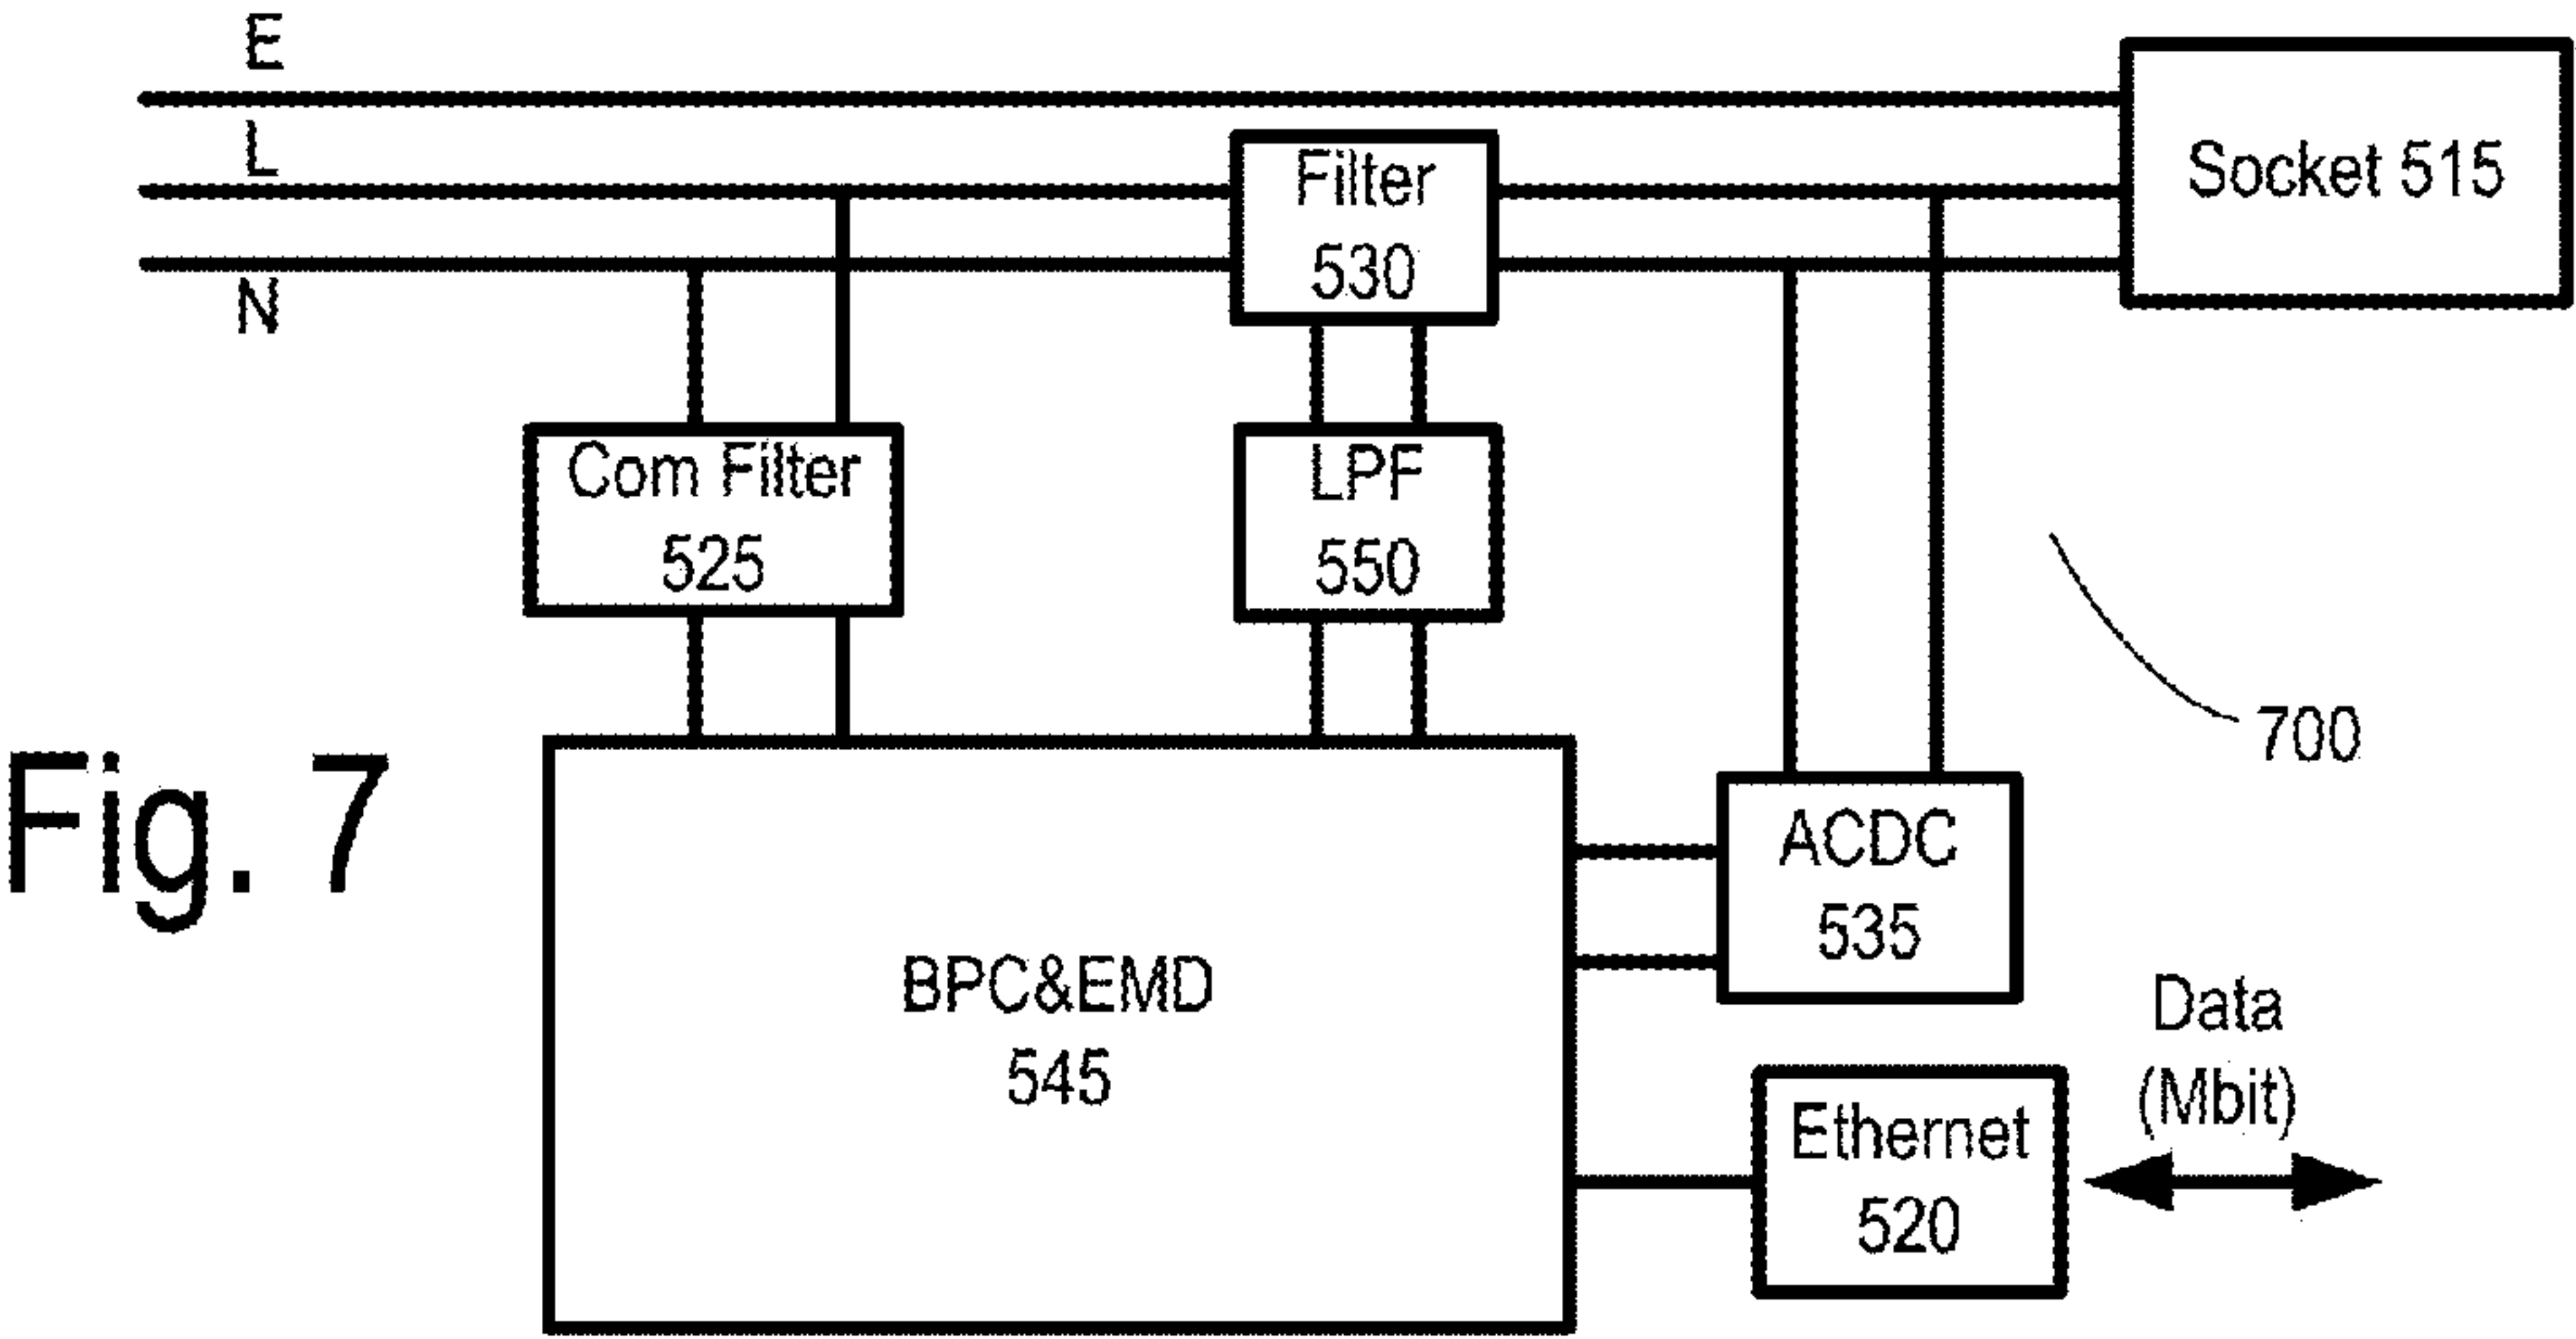 E
L
N
Filter
530
Socket 515
Com Filter
525
LPF
550
700
Fig. 7
BPC&EMD
545
ACDC
535
Data
(Mbit)
Ethernet
520